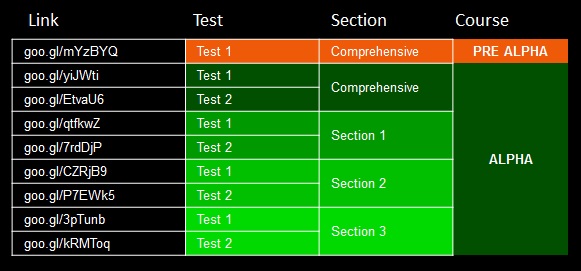 Link Test Section Course
goo.gl/mYzBYQ Test 1 Comprehensive PRE ALPHA
goo.gl/yiJWti Test 1
Comprehensive
goo.gl/EtvaU6 Test 2
goo.gl/qtfkwZ Test 1
Section 1
goo.gl/7rdDjP Test 2
ALPHA
goo.gl/CZRjB9 Test 1
Section 2
goo.gl/P7EWk5 Test 2
goo.gl/3pTunb Test 1
Section 3
goo.gl/kRMToq Test 2